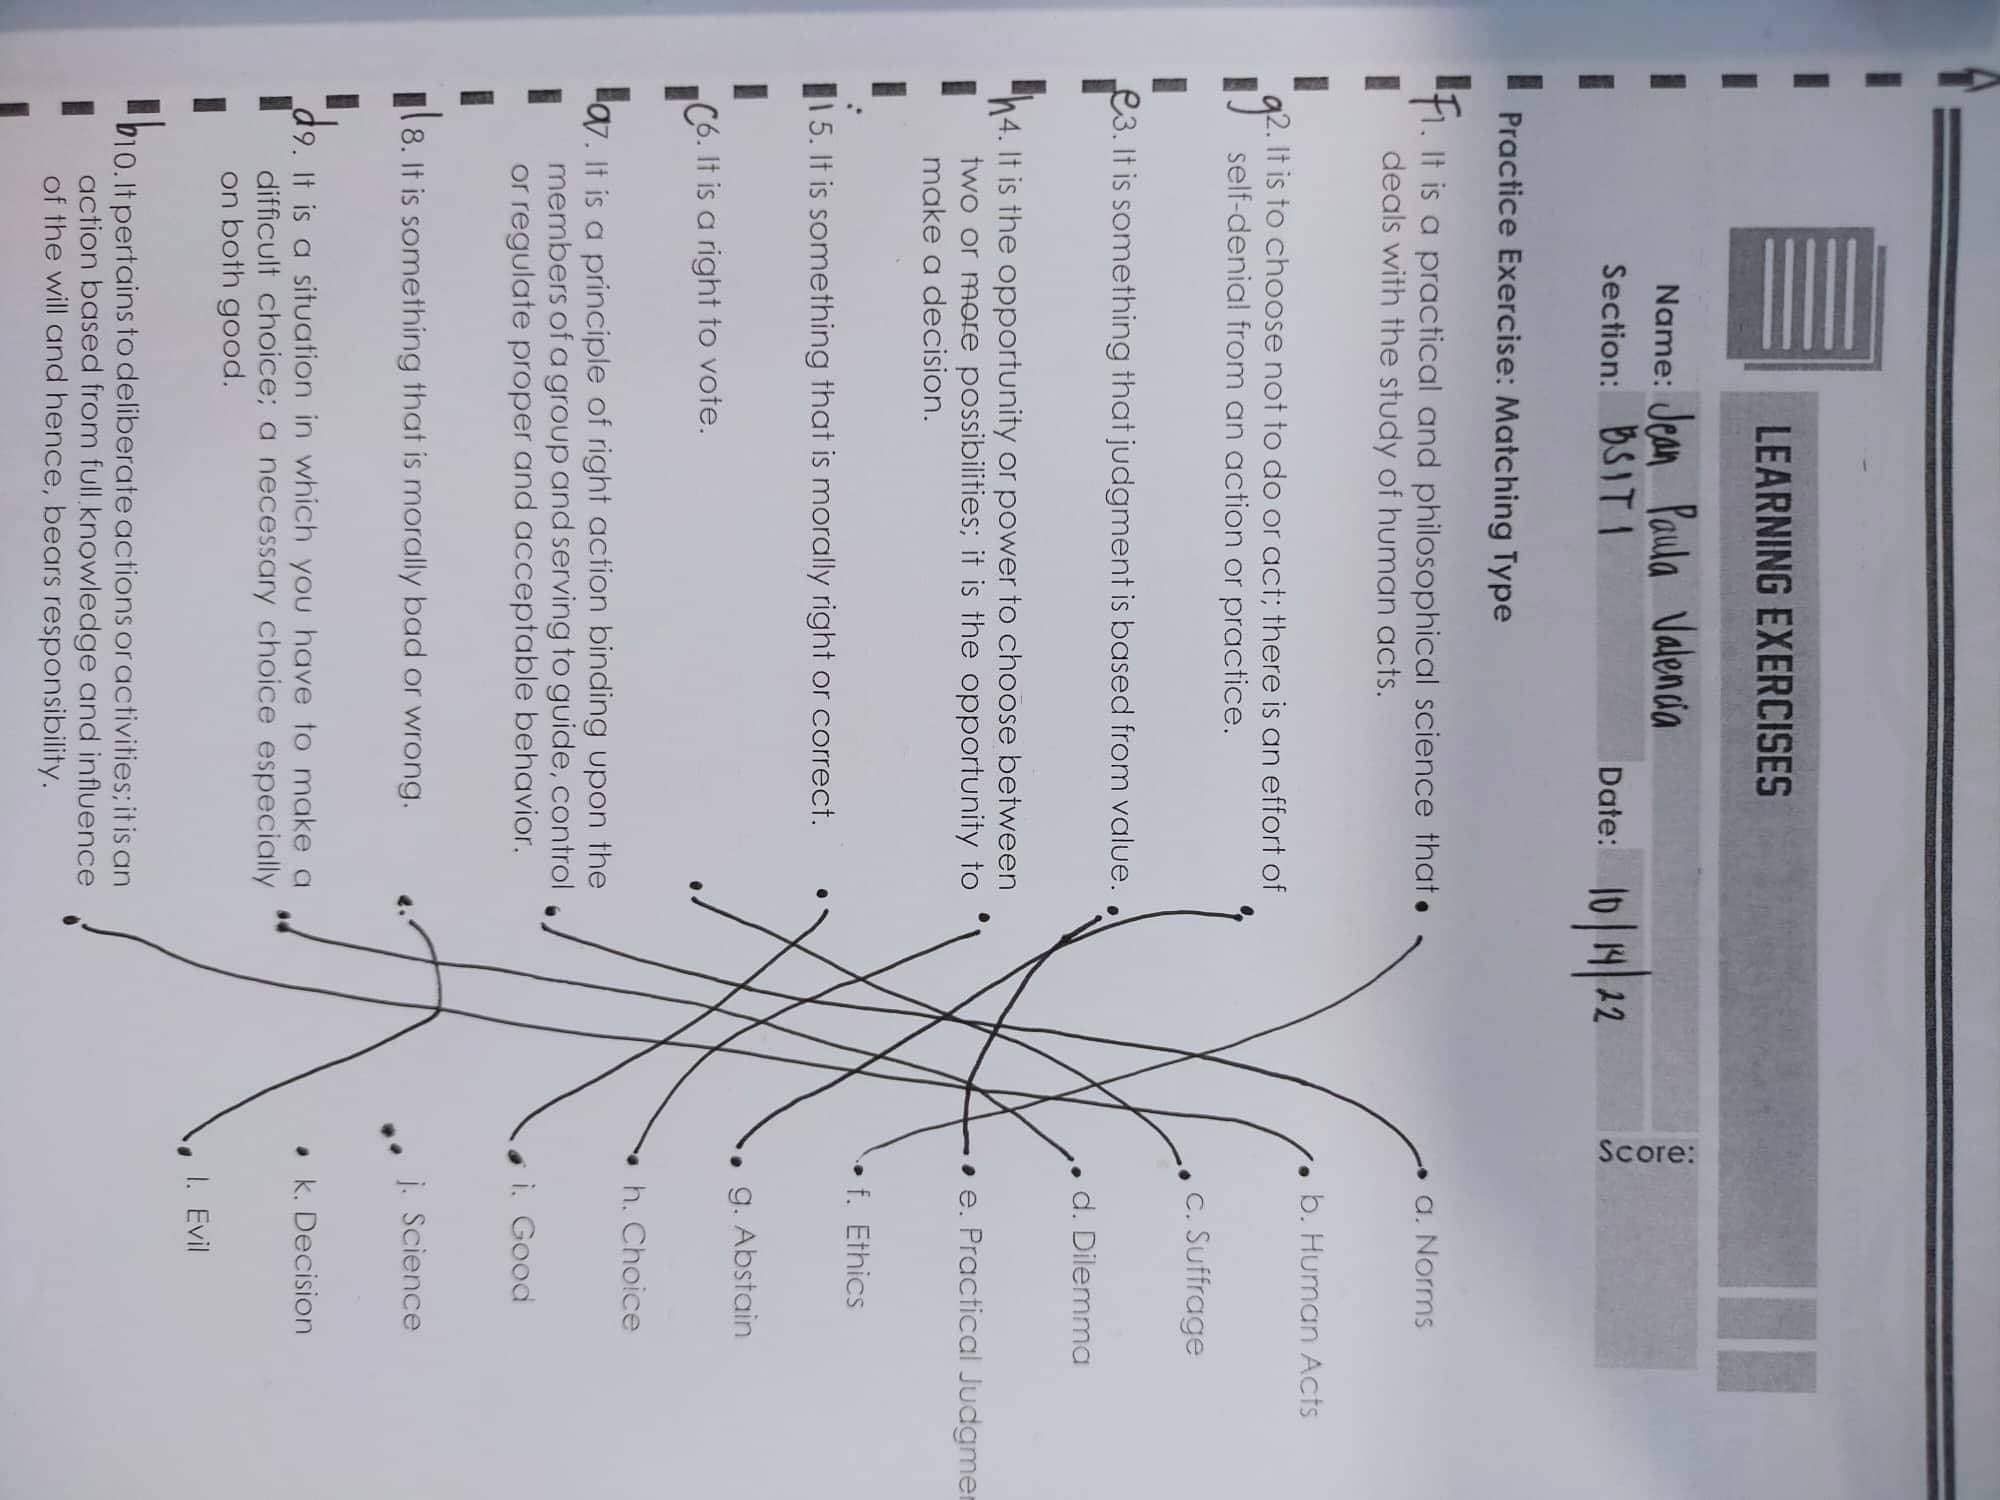 LEARNING EXERCISES
Name: Jean Paula Valencia
Score:
Section: BSIT 1 Date: 10/14/22
Practice Exercise: Matching Type
F1. It is a practical and philosophical science that
deals with the study of human acts.
g2. It is to choose not to do or act; there is an effort of
self-denial from an action or practice.
e3. It is something that judgment is based from value.
h4. It is the opportunity or power to choose between
two or more possibilities; it is the opportunity to
make a decision.
i 5. It is something that is morally right or correct.
C6. It is a right to vote.
a7. It is a principle of right action binding upon the
members of a group and serving to guide, control
or regulate proper and acceptable behavior.
l 8. It is something that is morally bad or wrong.
d9. It is a situation in which you have to make a
difficult choice; a necessary choice especially
on both good.
b10. It pertains to deliberate actions or activities; it is an
action based from full knowledge and influence
of the will and hence, bears responsibility.
a. Norms
b. Human Acts
c. Suffrage
d. Dilemma
e. Practical Judgmen
f. Ethics
g. Abstain
h. Choice
i. Good
j. Science
k. Decision
l. Evil